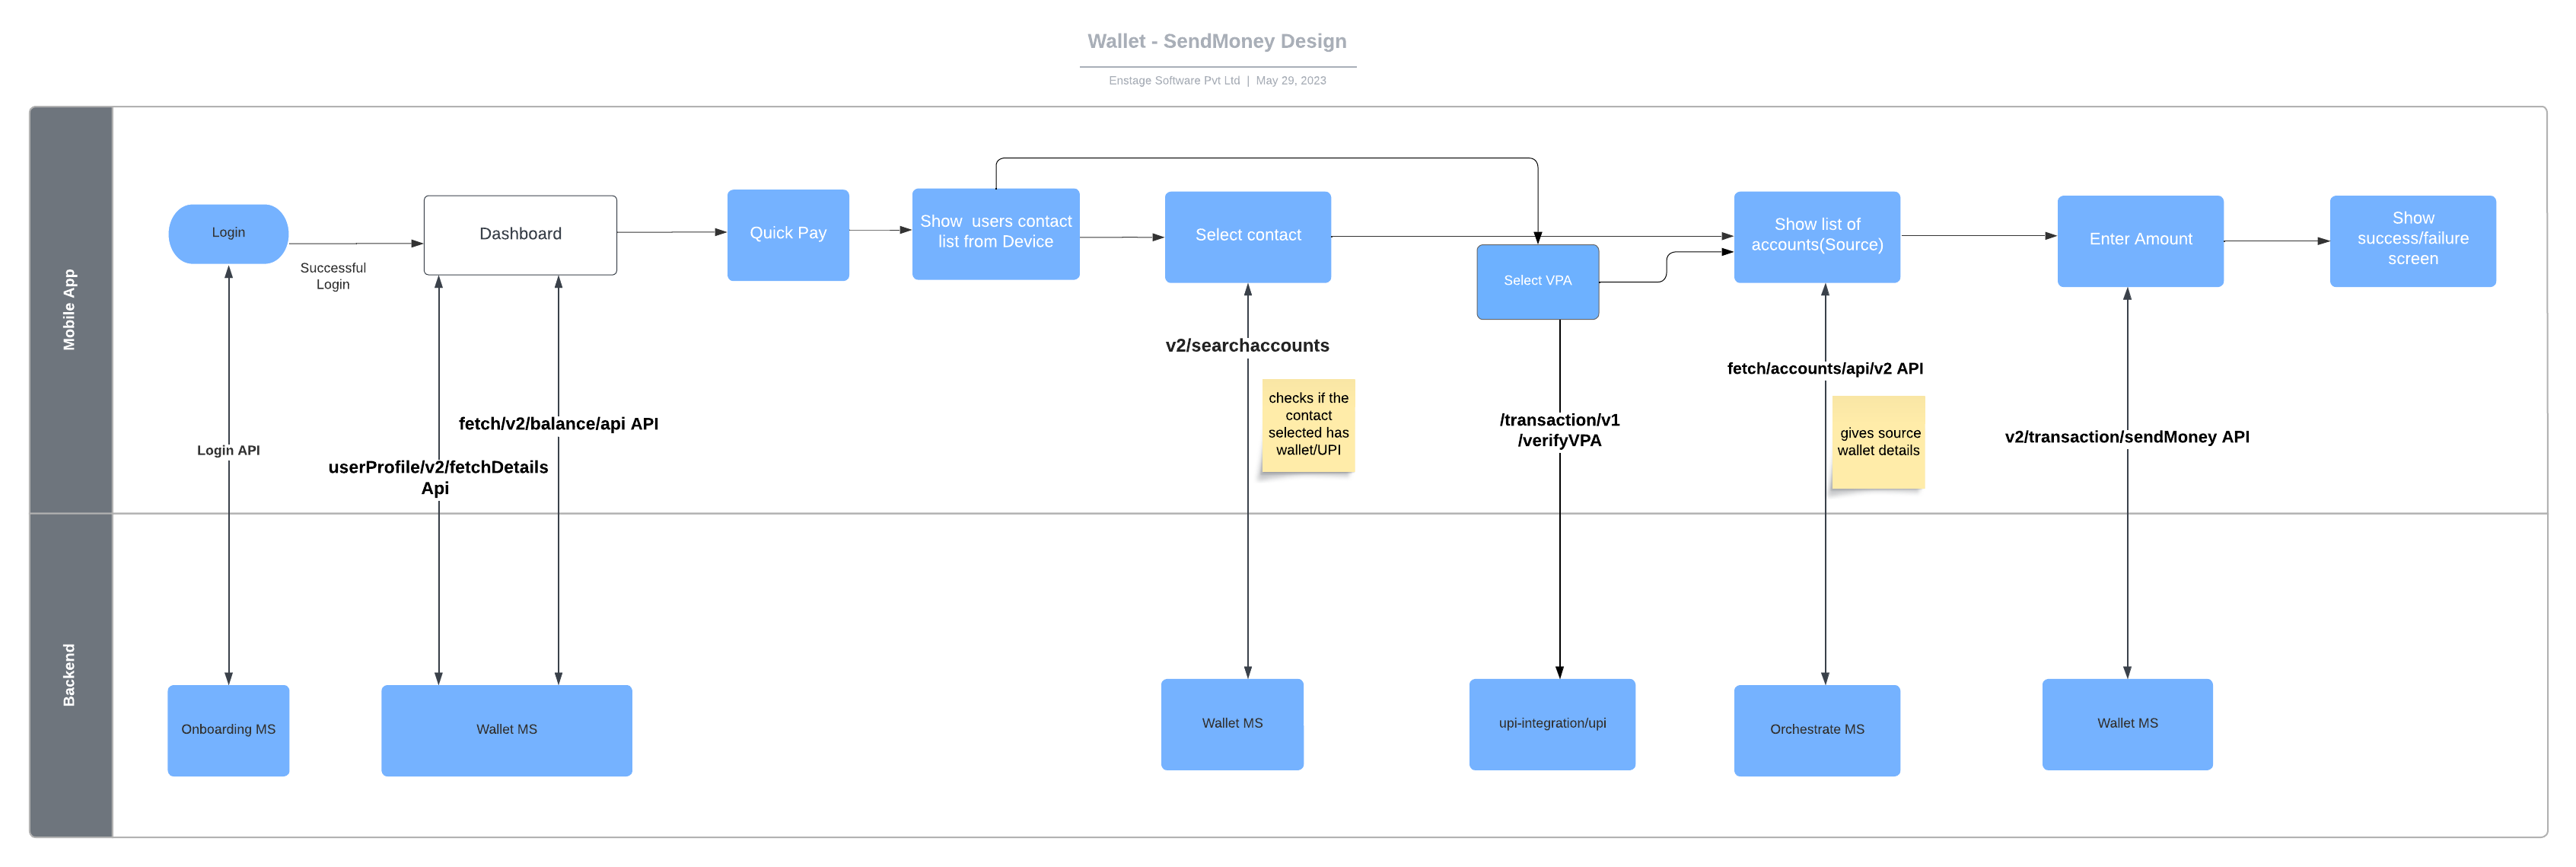 Wallet - SendMoney Design
Enstage Software Pvt Ltd | May 29, 2023
Mobile App
Login
Successful
Login
Dashboard
Quick Pay
Show users contact
list from Device
Select contact
Select VPA
Show list of
accounts(Source)
Enter Amount
Show
success/failure
screen
Login API
userProfile/v2/fetchDetails
Api
fetch/v2/balance/api API
v2/searchaccounts
checks if the
contact
selected has
wallet/UPI
/transaction/v1
/verifyVPA
fetch/accounts/api/v2 API
gives source
wallet details
v2/transaction/sendMoney API
Backend
Onboarding MS
Wallet MS
Wallet MS
upi-integration/upi
Orchestrate MS
Wallet MS